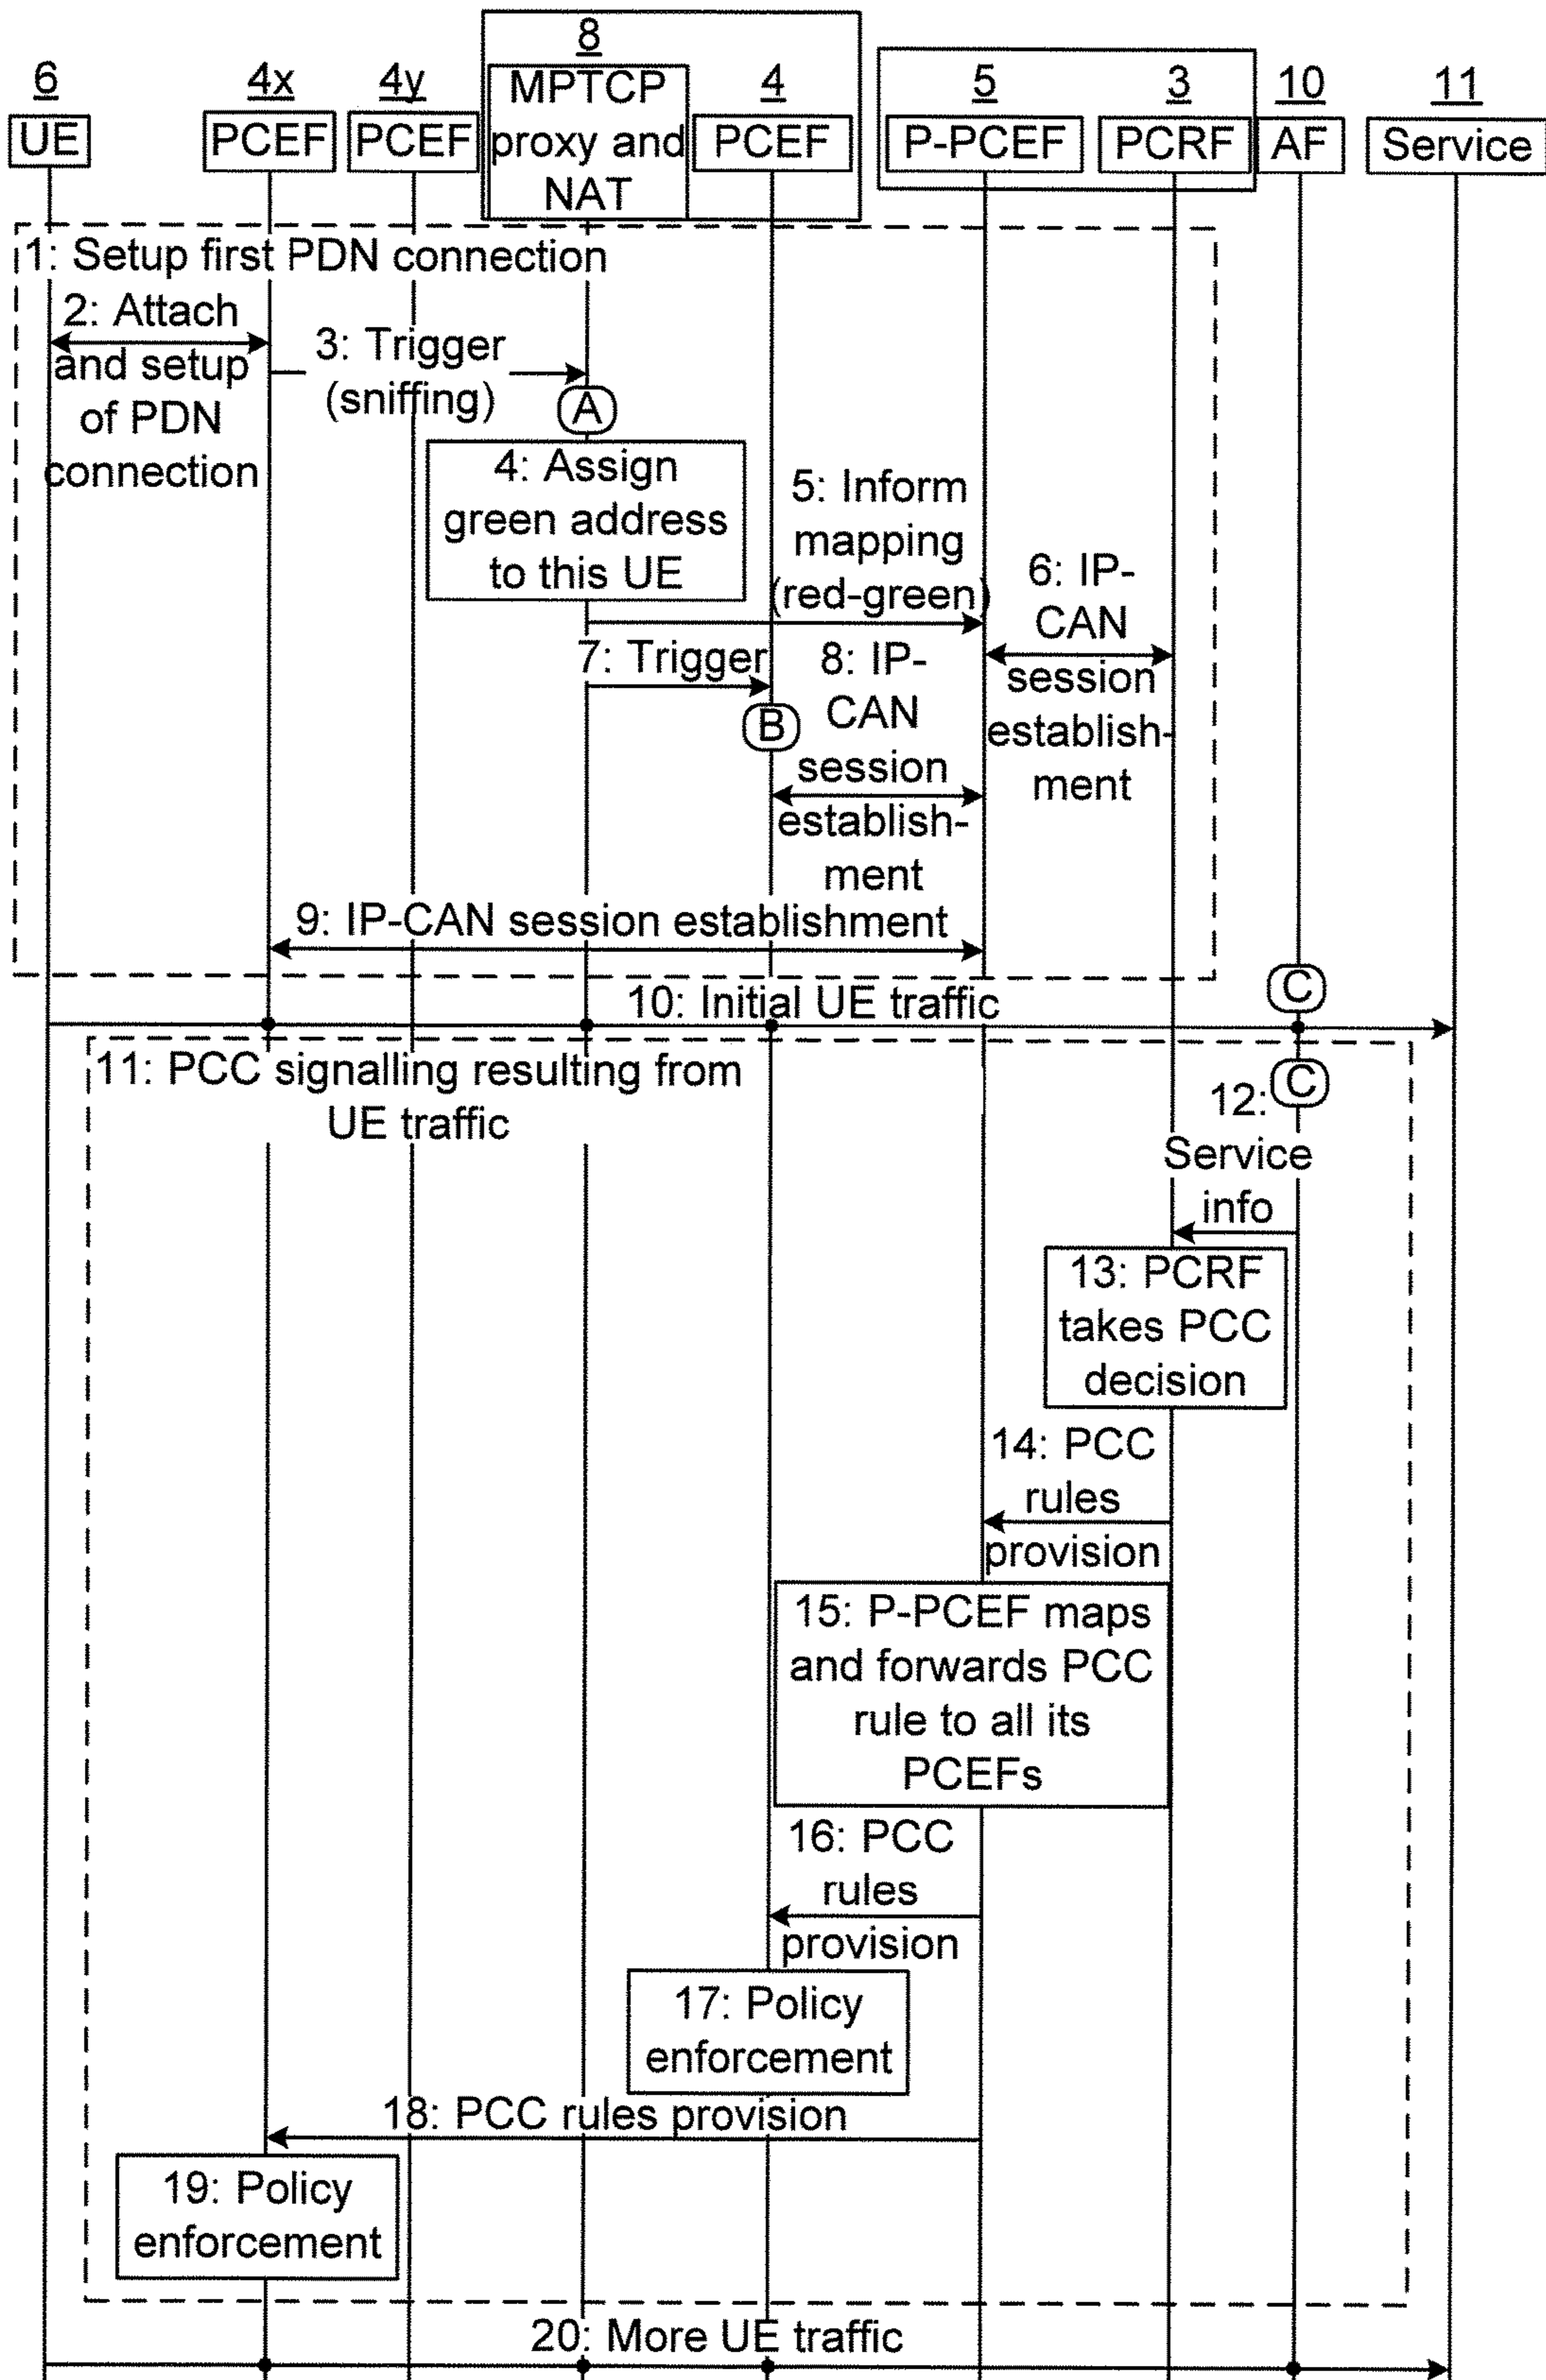 6
UE
4x
PCEF
4y
PCEF
8
MPTCP
proxy and
NAT
4
PCEF
5
P-PCEF
3
PCRF
10
AF
11
Service
1: Setup first PDN connection
2: Attach
and setup
of PDN
connection
3: Trigger
(sniffing)
A
4: Assign
green address
to this UE
5: Inform
mapping
(red-green)
6: IP-
CAN
session
establish-
ment
7: Trigger
B
8: IP-
CAN
session
establish-
ment
9: IP-CAN session establishment
C
10: Initial UE traffic
11: PCC signalling resulting from
UE traffic
C
12:
Service
info
13: PCRF
takes PCC
decision
14: PCC
rules
provision
15: P-PCEF maps
and forwards PCC
rule to all its
PCEFs
16: PCC
rules
provision
17: Policy
enforcement
18: PCC rules provision
19: Policy
enforcement
20: More UE traffic